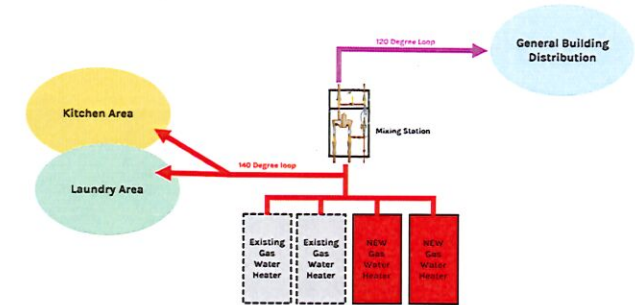 120 Degree Loop
General Building
Distribution
Kitchen Area
Mixing Station
140 Degree loop
Laundry Area
Existing
Gas
Water
Heater
Existing
Gas
Water
Heater
NEW
Gas
Water
Heater
NEW
Gas
Water
Heater